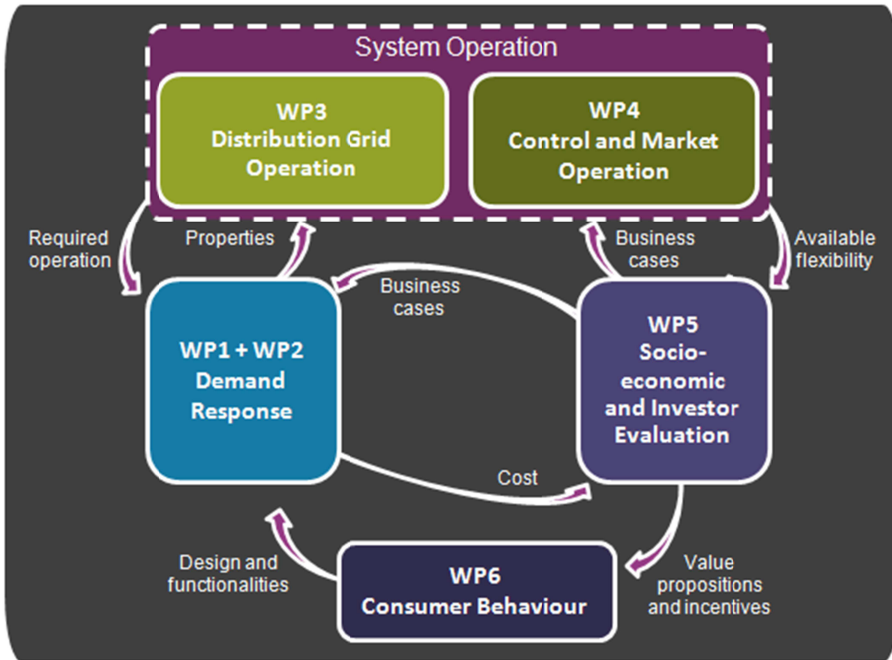 System Operation
WP3
Distribution Grid
Operation
WP4
Control and Market
Operation
Required
operation
Properties
Business
cases
Available
flexibility
Business
cases
WP1 + WP2
Demand
Response
WP5
Socio-
economic
and Investor
Evaluation
Cost
Design and
functionalities
WP6
Consumer Behaviour
Value
propositions
and incentives